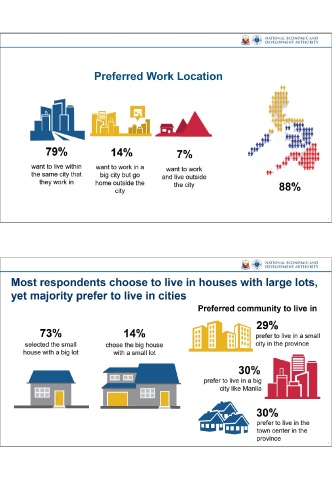 NATIONAL ECONOMIC AND
DEVELOPMENT AUTHORITY
Preferred Work Location
79%
want to live within
the same city that
they work in
14%
want to work in a
big city but go
home outside the
city
7%
want to work
and live outside
the city
88%
NATIONAL ECONOMIC AND
DEVELOPMENT AUTHORITY
Most respondents choose to live in houses with large lots,
yet majority prefer to live in cities
Preferred community to live in
73%
selected the small
house with a big lot
14%
chose the big house
with a small lot
29%
prefer to live in a small
city in the province
30%
prefer to live in a big
city like Manila
30%
prefer to live in the
town center in the
province